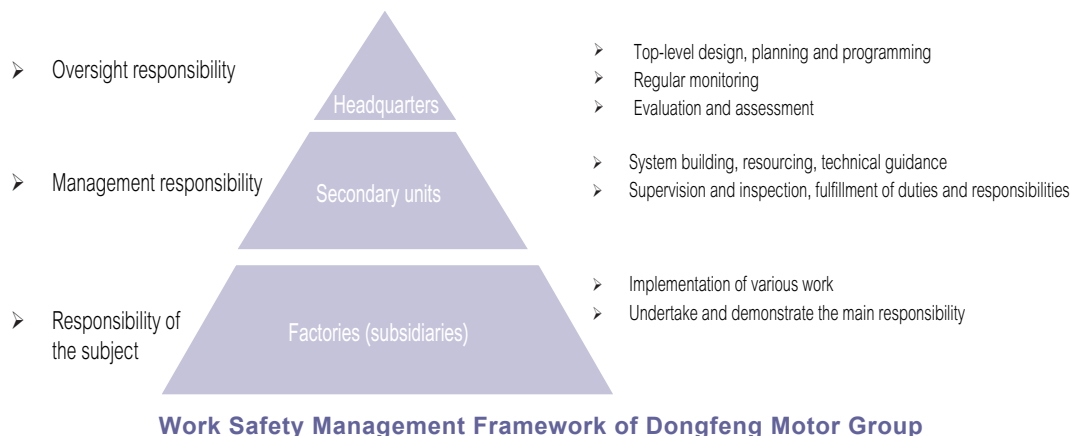 ➢ Oversight responsibility
Headquarters
➢ Top-level design, planning and programming
➢ Regular monitoring
➢ Evaluation and assessment
➢ Management responsibility
Secondary units
➢ System building, resourcing, technical guidance
➢ Supervision and inspection, fulfillment of duties and responsibilities
➢ Responsibility of
the subject
Factories (subsidiaries)
➢ Implementation of various work
➢ Undertake and demonstrate the main responsibility
Work Safety Management Framework of Dongfeng Motor Group